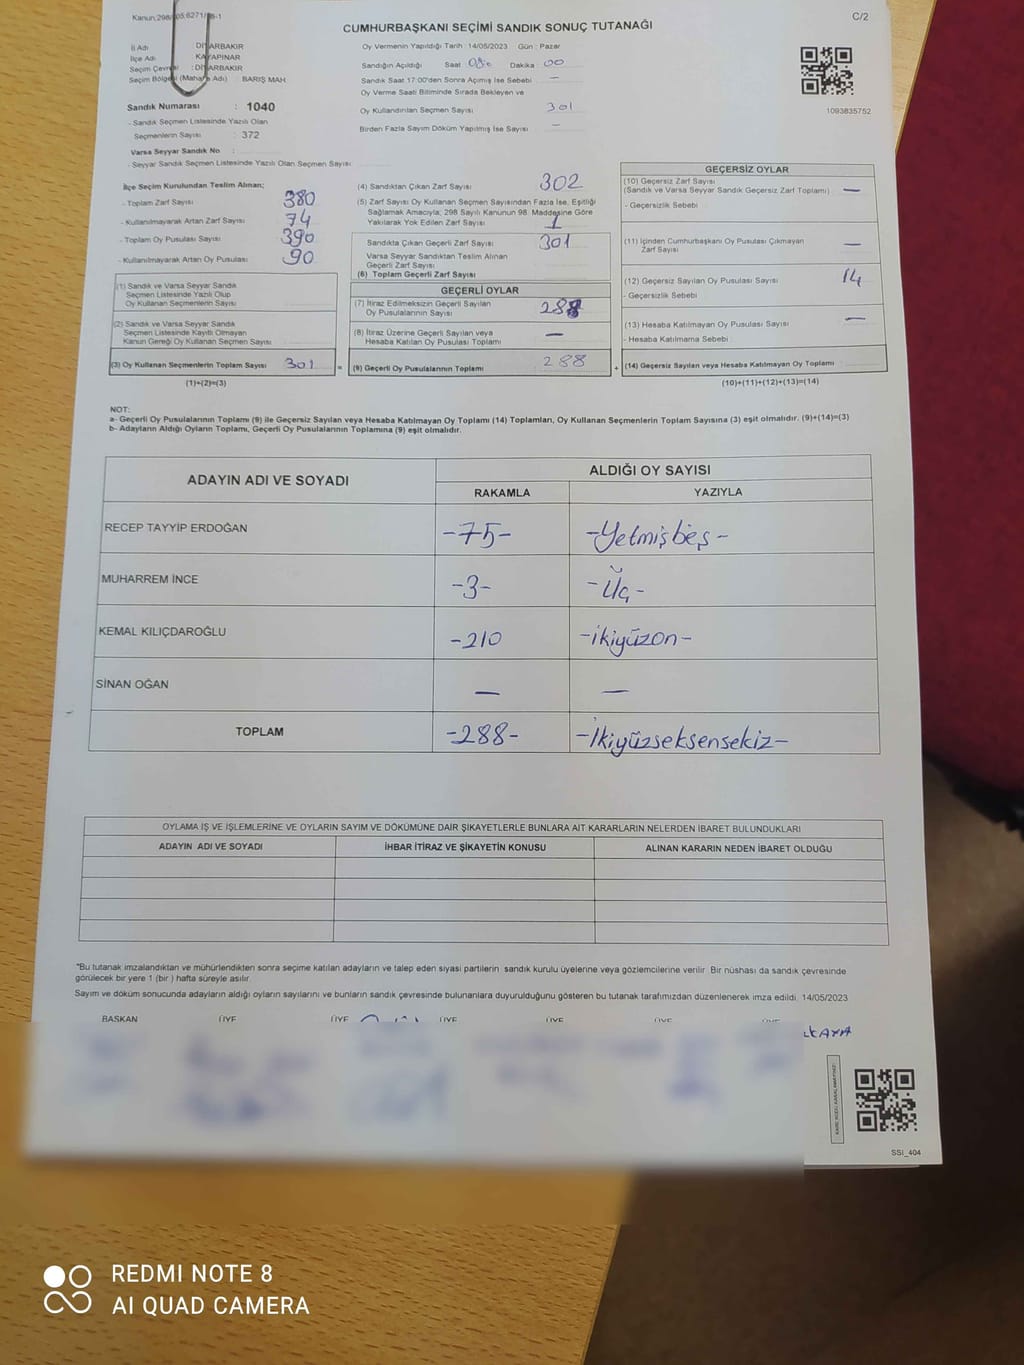 C/2
CUMHURBAŞKANI SEÇİMİ SANDIK SONUÇ TUTANAĞI
İl Adı : DİYARBAKIR
İlçe Adı KAYAPINAR
Seçim Çevresi : DİYARBAKIR
Seçim Bölgesi (Mahalle Adı) BARIŞ MAH.
Sandık Numarası : 1040
- Sandık Seçmen Listesinde Yazılı Olan
Seçmenlerin Sayısı : 372
Varsa Seyyar Sandık No :
- Seyyar Sandık Seçmen Listesinde Yazılı Olan Seçmen Sayısı
Oy Vermenin Yapıldığı Tarih : 14/05/2023 Gün : Pazar
Sandığın Açıldığı Saat 08 Dakika 00
Sandık Saat 17:00'den Sonra Açılmış İse Sebebi —
Oy Verme Saati Bitiminde Sırada Bekleyen ve
Oy Kullandırılan Seçmen Sayısı 301
Birden Fazla Sayım Döküm Yapılmış İse Sayısı —
1093835752
İlçe Seçim Kurulundan Teslim Alınan;
- Toplam Zarf Sayısı 380
- Kullanılmayarak Artan Zarf Sayısı 74
- Toplam Oy Pusulası Sayısı 390
- Kullanılmayarak Artan Oy Pusulası 90
(1) Sandık ve Varsa Seyyar Sandık
Seçmen Listesinde Yazılı Olup
Oy Kullanan Seçmenlerin Sayısı
(2) Sandık ve Varsa Seyyar Sandık
Seçmen Listesinde Kayıtlı Olmayan
Kanun Gereği Oy Kullanan Seçmen Sayısı
(3) Oy Kullanan Seçmenlerin Toplam Sayısı 301 =
(1)+(2)=(3)
(4) Sandıktan Çıkan Zarf Sayısı 302
(5) Zarf Sayısı Oy Kullanan Seçmen Sayısından Fazla İse, Eşitliği
Sağlamak Amacıyla; 298 Sayılı Kanunun 98. Maddesine Göre
Yakılarak Yok Edilen Zarf Sayısı 1
Sandıkta Çıkan Geçerli Zarf Sayısı 301
Varsa Seyyar Sandıktan Teslim Alınan
Geçerli Zarf Sayısı
(6) Toplam Geçerli Zarf Sayısı
GEÇERLİ OYLAR
(7) İtiraz Edilmeksizin Geçerli Sayılan
Oy Pusulasının Sayısı 288
(8) İtiraz Üzerine Geçerli Sayılan veya
Hesaba Katılan Oy Pusulası Toplamı —
(9) Geçerli Oy Pusulalarının Toplamı 288 +
GEÇERSİZ OYLAR
(10) Geçersiz Zarf Sayısı
(Sandık ve Varsa Seyyar Sandık Geçersiz Zarf Toplamı) —
- Geçersizlik Sebebi
(11) İçinden Cumhurbaşkanı Oy Pusulası Çıkmayan
Zarf Sayısı —
(12) Geçersiz Sayılan Oy Pusulası Sayısı 14
- Geçersizlik Sebebi
(13) Hesaba Katılmayan Oy Pusulası Sayısı —
- Hesaba Katılmama Sebebi
(14) Geçersiz Sayılan veya Hesaba Katılmayan Oy Toplamı
(10)+(11)+(12)+(13)=(14)
NOT:
a- Geçerli Oy Pusulalarının Toplamı (9) ile Geçersiz Sayılan veya Hesaba Katılmayan Oy Toplamı (14) Toplamları, Oy Kullanan Seçmenlerin Toplam Sayısına (3) eşit olmalıdır. (9)+(14)=(3)
b- Adayların Aldığı Oyların Toplamı, Geçerli Oy Pusulalarının Toplamına (9) eşit olmalıdır.
ADAYIN ADI VE SOYADI ALDIĞI OY SAYISI
RAKAMLA YAZIYLA
RECEP TAYYİP ERDOĞAN -75- -Yetmişbeş-
MUHARREM İNCE -3- -Üç-
KEMAL KILIÇDAROĞLU -210 -ikiyüzon-
SİNAN OĞAN — —
TOPLAM -288- -İkiyüzseksensekiz-
OYLAMA İŞ VE İŞLEMLERİNE VE OYLARIN SAYIM VE DÖKÜMÜNE DAİR ŞİKAYETLERLE BUNLARA AİT KARARLARIN NELERDEN İBARET BULUNDUKLARI
ADAYIN ADI VE SOYADI İHBAR İTİRAZ VE ŞİKAYETİN KONUSU ALINAN KARARIN NEDEN İBARET OLDUĞU
*Bu tutanak imzalandıktan ve mühürlendikten sonra seçime katılan adayların ve talep eden siyasi partilerin sandık kurulu üyelerine veya gözlemcilerine verilir. Bir nüshası da sandık çevresinde
görülecek bir yere 1 (bir ) hafta süreyle asılır.
Sayım ve döküm sonucunda adayların aldığı oyların sayılarını ve bunların sandık çevresinde bulunanlara duyurulduğunu gösteren bu tutanak tarafımızdan düzenlenerek imza edildi. 14/05/2023
BAŞKAN ÜYE ÜYE ÜYE ÜYE ÜYE ÜYE
SSI_404
REDMI NOTE 8
AI QUAD CAMERA